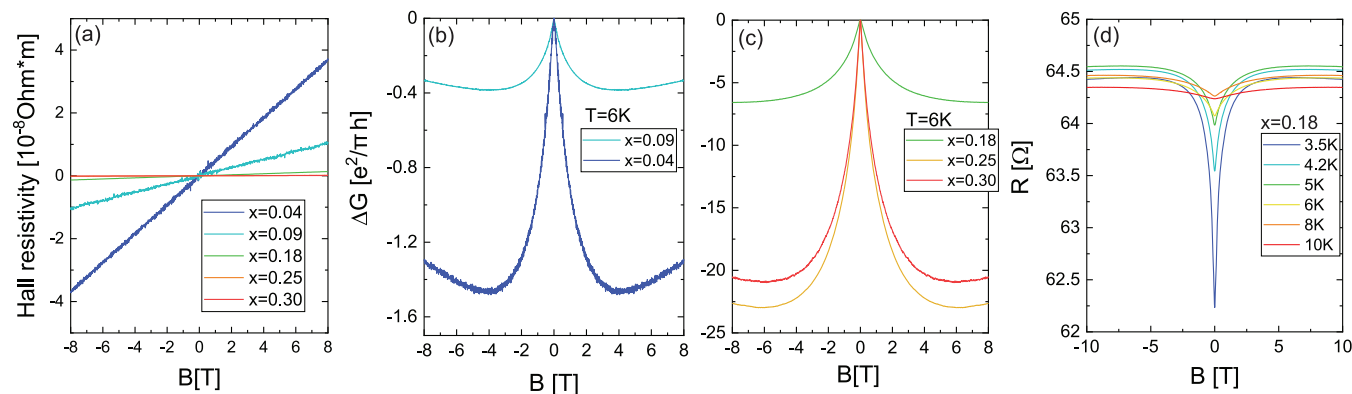 (a)
Hall resistivity [10⁻⁸Ohm*m]
4
2
0
-2
-4
x=0.04
x=0.09
x=0.18
x=0.25
x=0.30
-8 -6 -4 -2 0 2 4 6 8
B[T]
(b)
ΔG [e²/πh]
0
-0.4
-0.8
-1.2
-1.6
T=6K
x=0.09
x=0.04
-8 -6 -4 -2 0 2 4 6 8
B [T]
(c)
0
-5
-10
-15
-20
-25
T=6K
x=0.18
x=0.25
x=0.30
-8 -6 -4 -2 0 2 4 6 8
B[T]
(d)
R [Ω]
65
64.5
64
63.5
63
62.5
62
x=0.18
3.5K
4.2K
5K
6K
8K
10K
-10 -5 0 5 10
B [T]